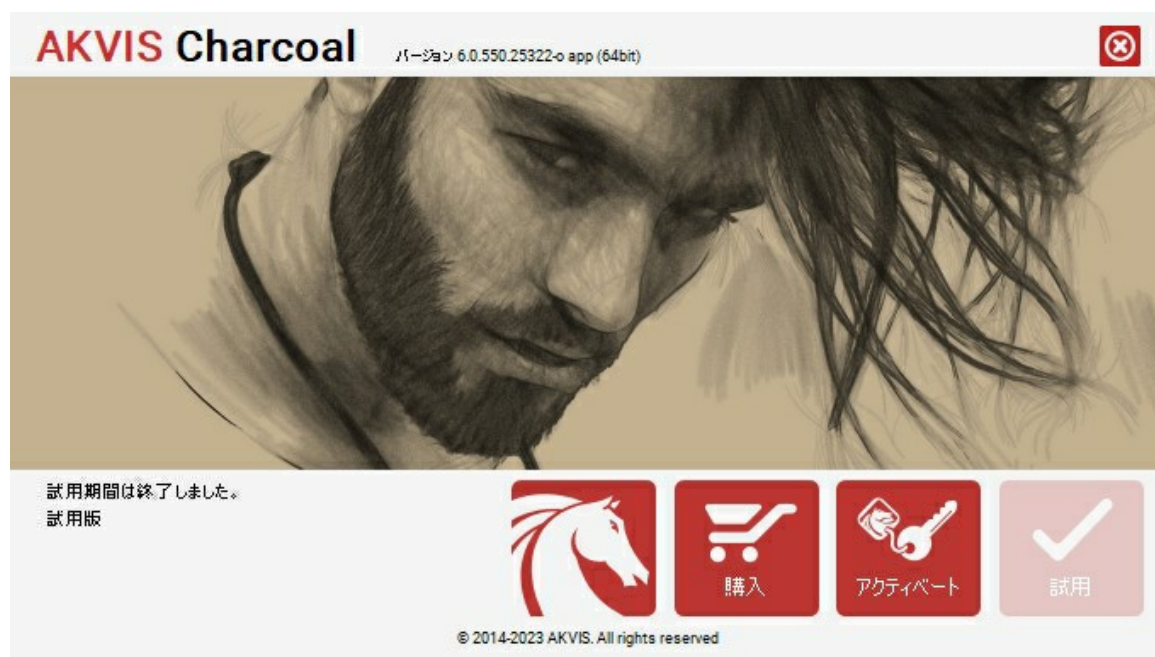 AKVIS Charcoal バージョン 6.0.550.25322-o app (64bit)
試用期間は終了しました。
試用版
購入
アクティベート
試用
© 2014-2023 AKVIS. All rights reserved